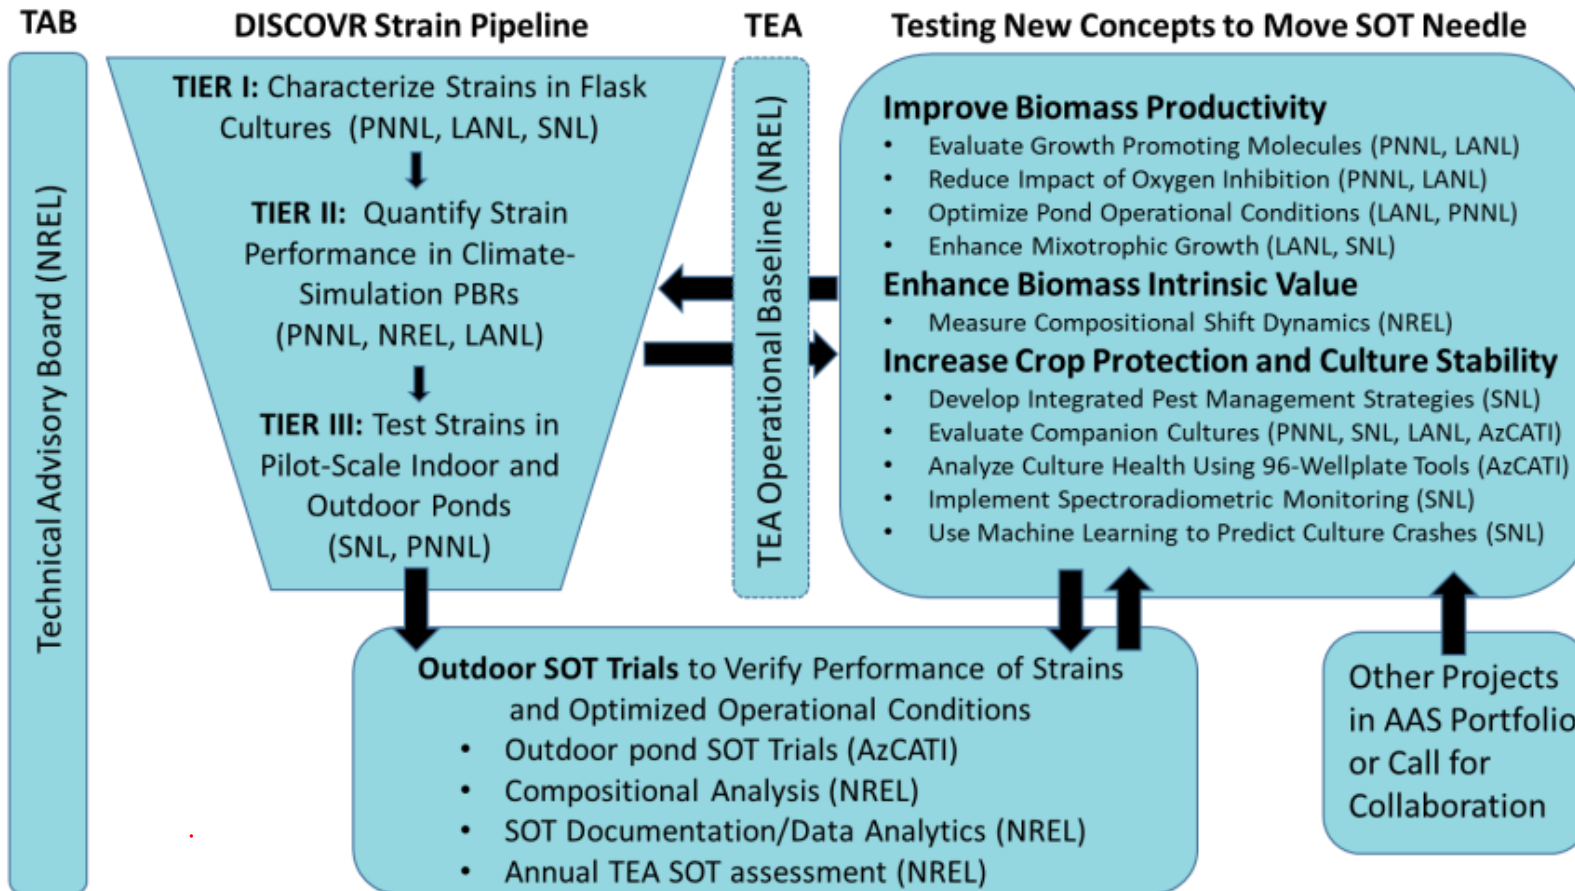 TAB
DISCOVR Strain Pipeline
TEA
Testing New Concepts to Move SOT Needle
Technical Advisory Board (NREL)
TIER I: Characterize Strains in Flask
Cultures (PNNL, LANL, SNL)
TIER II: Quantify Strain
Performance in Climate-
Simulation PBRs
(PNNL, NREL, LANL)
TIER III: Test Strains in
Pilot-Scale Indoor and
Outdoor Ponds
(SNL, PNNL)
TEA Operational Baseline (NREL)
Improve Biomass Productivity
• Evaluate Growth Promoting Molecules (PNNL, LANL)
• Reduce Impact of Oxygen Inhibition (PNNL, LANL)
• Optimize Pond Operational Conditions (LANL, PNNL)
• Enhance Mixotrophic Growth (LANL, SNL)
Enhance Biomass Intrinsic Value
• Measure Compositional Shift Dynamics (NREL)
Increase Crop Protection and Culture Stability
• Develop Integrated Pest Management Strategies (SNL)
• Evaluate Companion Cultures (PNNL, SNL, LANL, AzCATI)
• Analyze Culture Health Using 96-Wellplate Tools (AzCATI)
• Implement Spectroradiometric Monitoring (SNL)
• Use Machine Learning to Predict Culture Crashes (SNL)
Outdoor SOT Trials to Verify Performance of Strains
and Optimized Operational Conditions
• Outdoor pond SOT Trials (AzCATI)
• Compositional Analysis (NREL)
• SOT Documentation/Data Analytics (NREL)
• Annual TEA SOT assessment (NREL)
Other Projects
in AAS Portfolio
or Call for
Collaboration